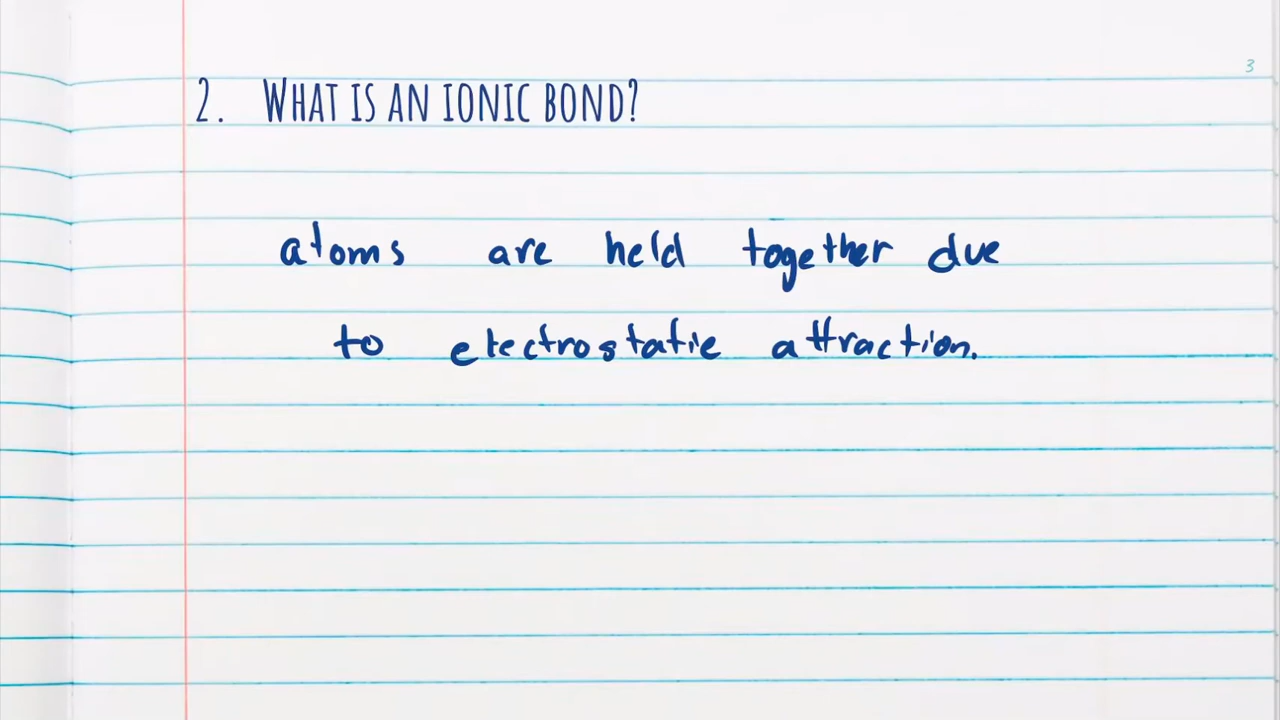 3
2. WHAT IS AN IONIC BOND?
atoms are held together due
to electrostatic attraction.